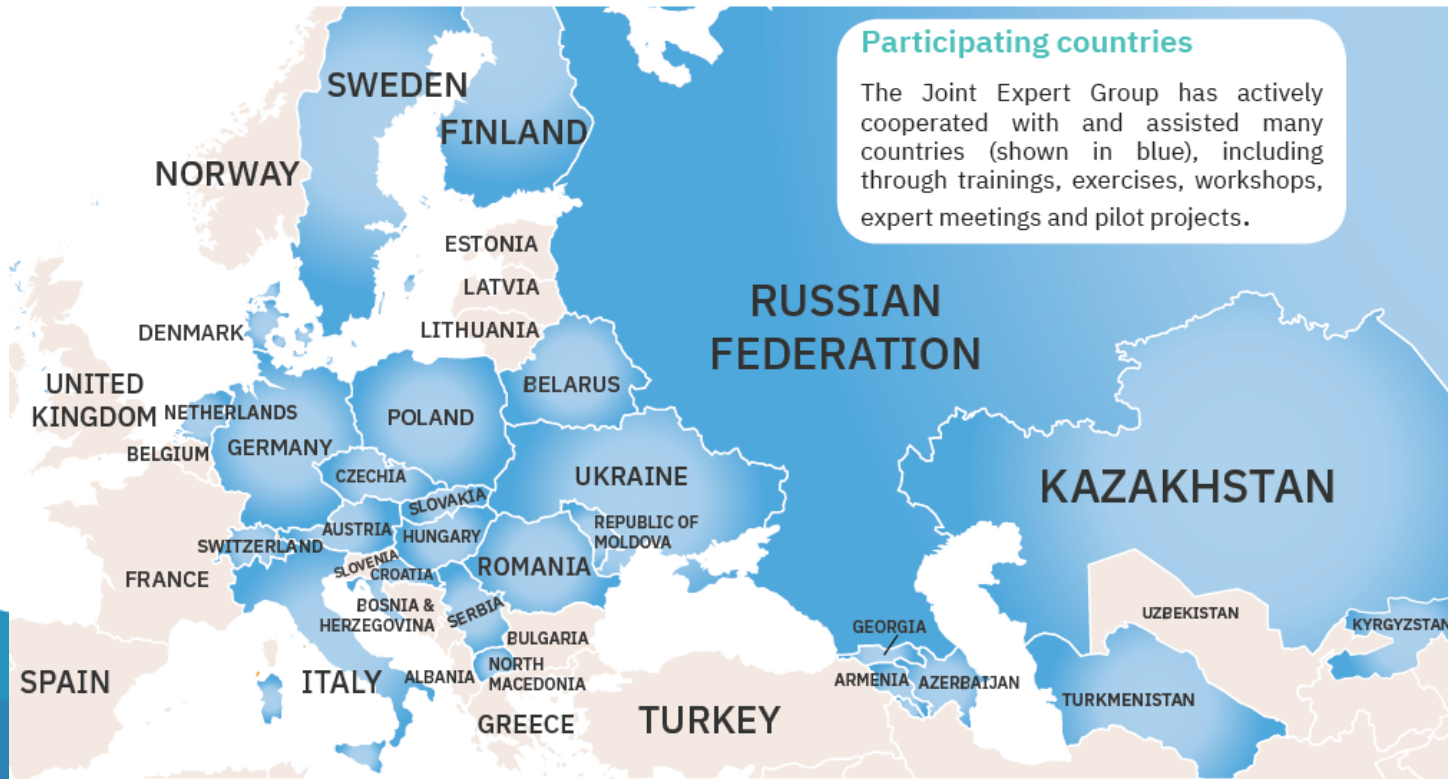 Participating countries
The Joint Expert Group has actively
cooperated with and assisted many
countries (shown in blue), including
through trainings, exercises, workshops,
expert meetings and pilot projects.
SWEDEN
FINLAND
NORWAY
ESTONIA
LATVIA
LITHUANIA
DENMARK
RUSSIAN
FEDERATION
UNITED
KINGDOM
NETHERLANDS
BELARUS
POLAND
BELGIUM
GERMANY
CZECHIA
UKRAINE
KAZAKHSTAN
SLOVAKIA
AUSTRIA
HUNGARY
REPUBLIC OF
MOLDOVA
SWITZERLAND
SLOVENIA
CROATIA
ROMANIA
FRANCE
BOSNIA &
HERZEGOVINA
SERBIA
BULGARIA
GEORGIA
UZBEKISTAN
KYRGYZSTAN
SPAIN
ITALY
ALBANIA
NORTH
MACEDONIA
ARMENIA
AZERBAIJAN
TURKMENISTAN
GREECE
TURKEY